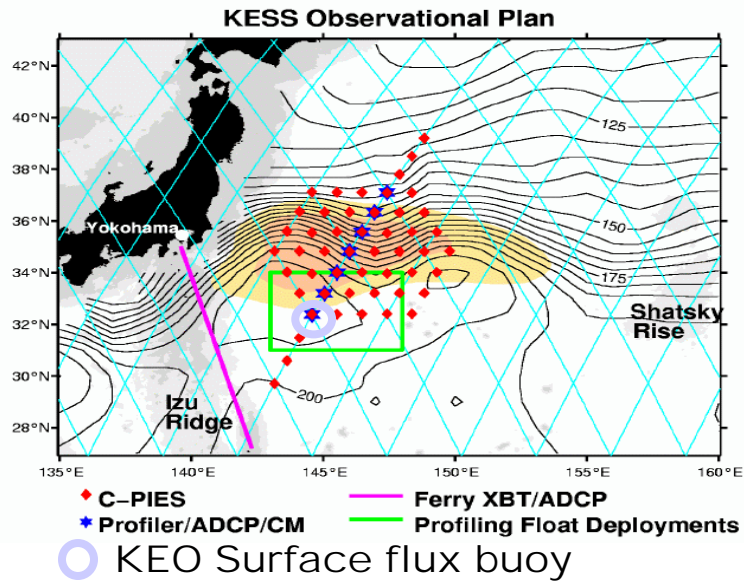 KESS Observational Plan
42°N
40°N
38°N
36°N
34°N
32°N
30°N
28°N
125
150
175
200
Yokohama
Shatsky
Rise
Izu
Ridge
135°E
140°E
145°E
150°E
155°E
160°E
C-PIES
Ferry XBT/ADCP
Profiler/ADCP/CM
Profiling Float Deployments
KEO Surface flux buoy